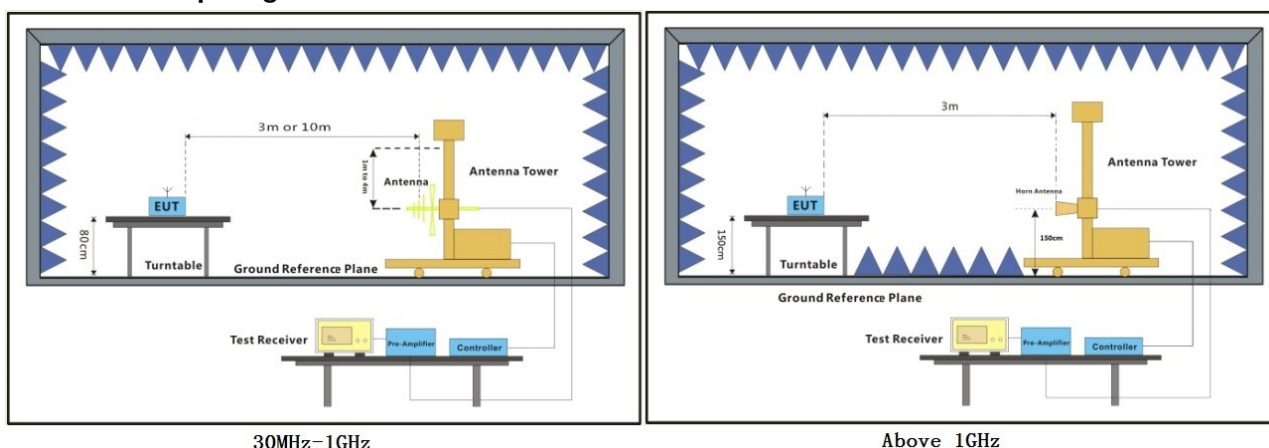 3m or 10m
1m to 4m
Antenna
Antenna Tower
EUT
80cm
Turntable
Ground Reference Plane
Test Receiver
Pre-Amplifier
Controller
30MHz-1GHz
3m
Antenna Tower
Horn Antenna
EUT
150cm
150cm
Turntable
Ground Reference Plane
Test Receiver
Pre-Amplifier
Controller
Above 1GHz